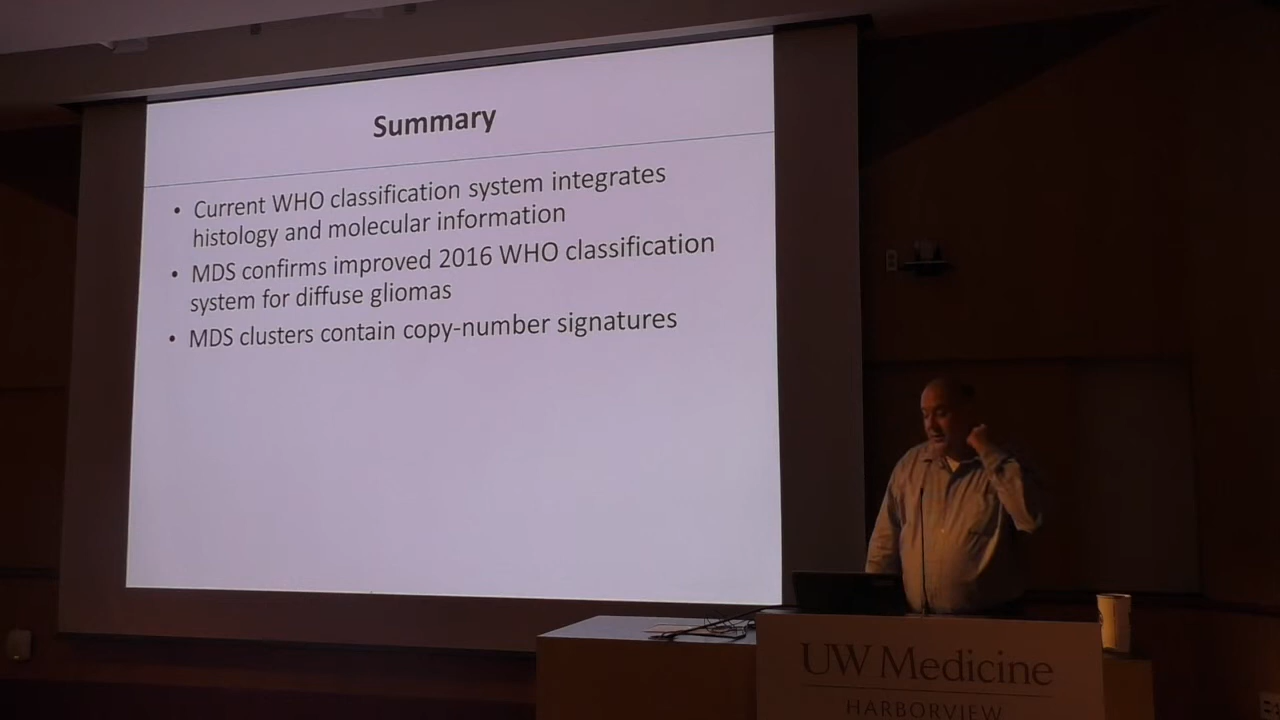 Summary
• Current WHO classification system integrates
histology and molecular information
• MDS confirms improved 2016 WHO classification
system for diffuse gliomas
• MDS clusters contain copy-number signatures
UW Medicine
HARBORVIEW